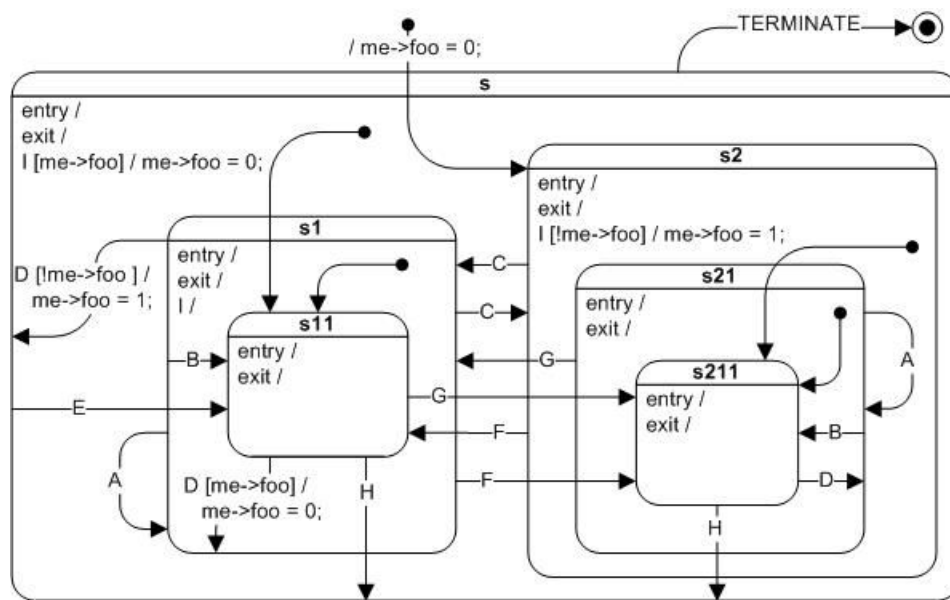 TERMINATE
/ me->foo = 0;
s
entry /
exit /
I [me->foo] / me->foo = 0;
s2
entry /
exit /
I [!me->foo] / me->foo = 1;
s1
entry /
exit /
I /
D [!me->foo ] /
me->foo = 1;
C
C
s21
entry /
exit /
s11
entry /
exit /
B
G
A
s211
entry /
exit /
E
G
F
B
A
D [me->foo] /
me->foo = 0;
H
F
D
H